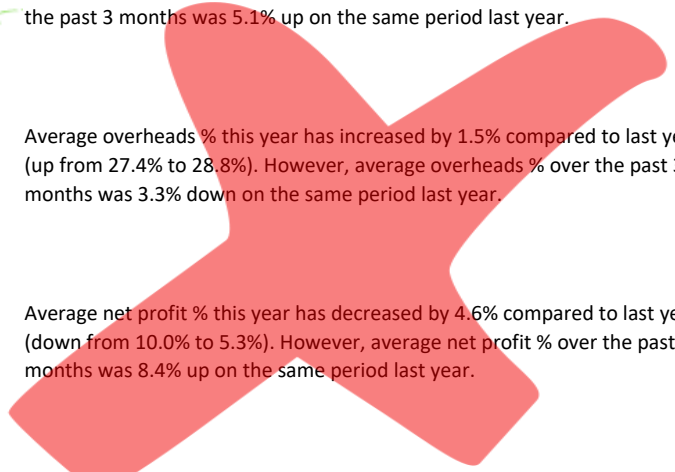 the past 3 months was 5.1% up on the same period last year.
Average overheads % this year has increased by 1.5% compared to last
(up from 27.4% to 28.8%). However, average overheads % over the past
months was 3.3% down on the same period last year.
Average net profit % this year has decreased by 4.6% compared to last
(down from 10.0% to 5.3%). However, average net profit % over the past
months was 8.4% up on the same period last year.